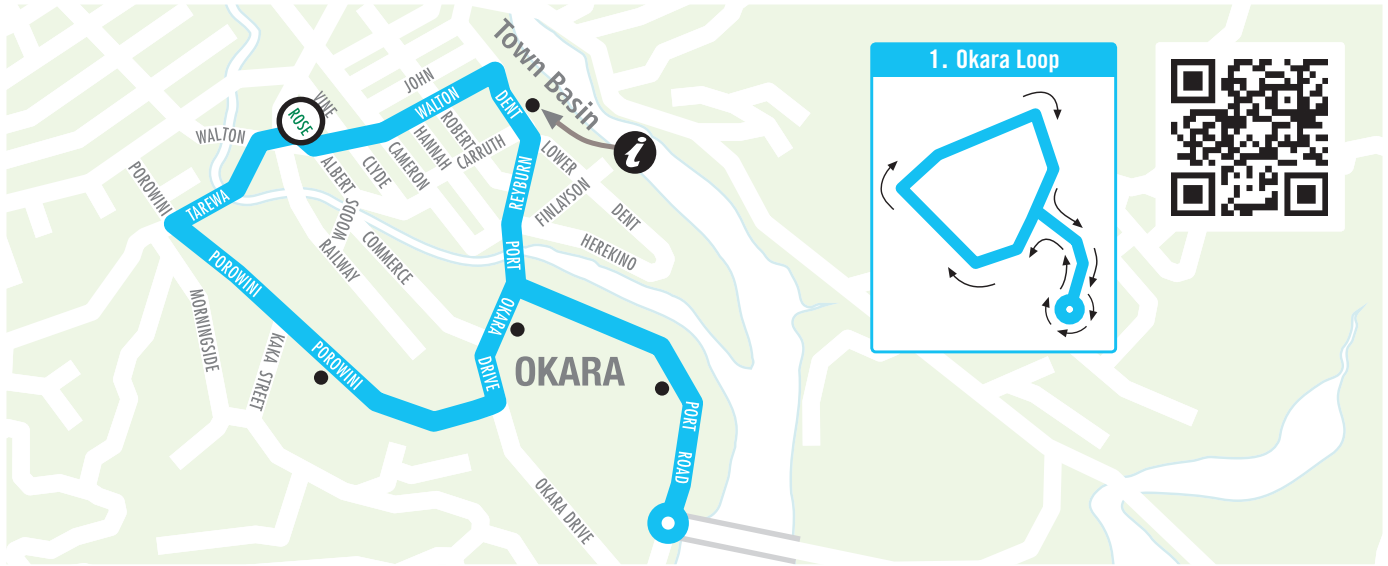 1. Okara Loop
Town Basin
JOHN
VINE
ROSE
WALTON
WALTON
DENT
ROBERT
HANNAH
CARRUTH
CAMERON
CLYDE
ALBERT
LOWER
DENT
REYBURN
FINLAYSON
HEREKINO
POROWINI
TAREWA
WOODS
RAILWAY
COMMERCE
PORT
POROWINI
OKARA
DRIVE
MORNINGSIDE
KAKA STREET
POROWINI
OKARA
PORT
ROAD
OKARA DRIVE
i